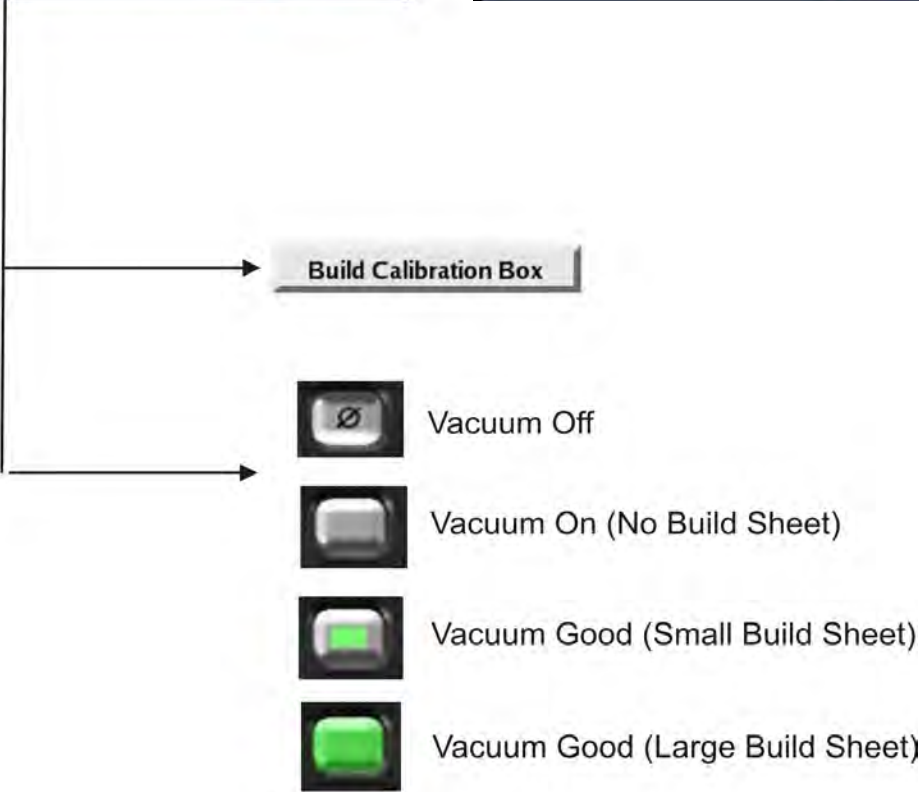 Build Calibration Box
Ø
Vacuum Off
Vacuum On (No Build Sheet)
Vacuum Good (Small Build Sheet)
Vacuum Good (Large Build Sheet)